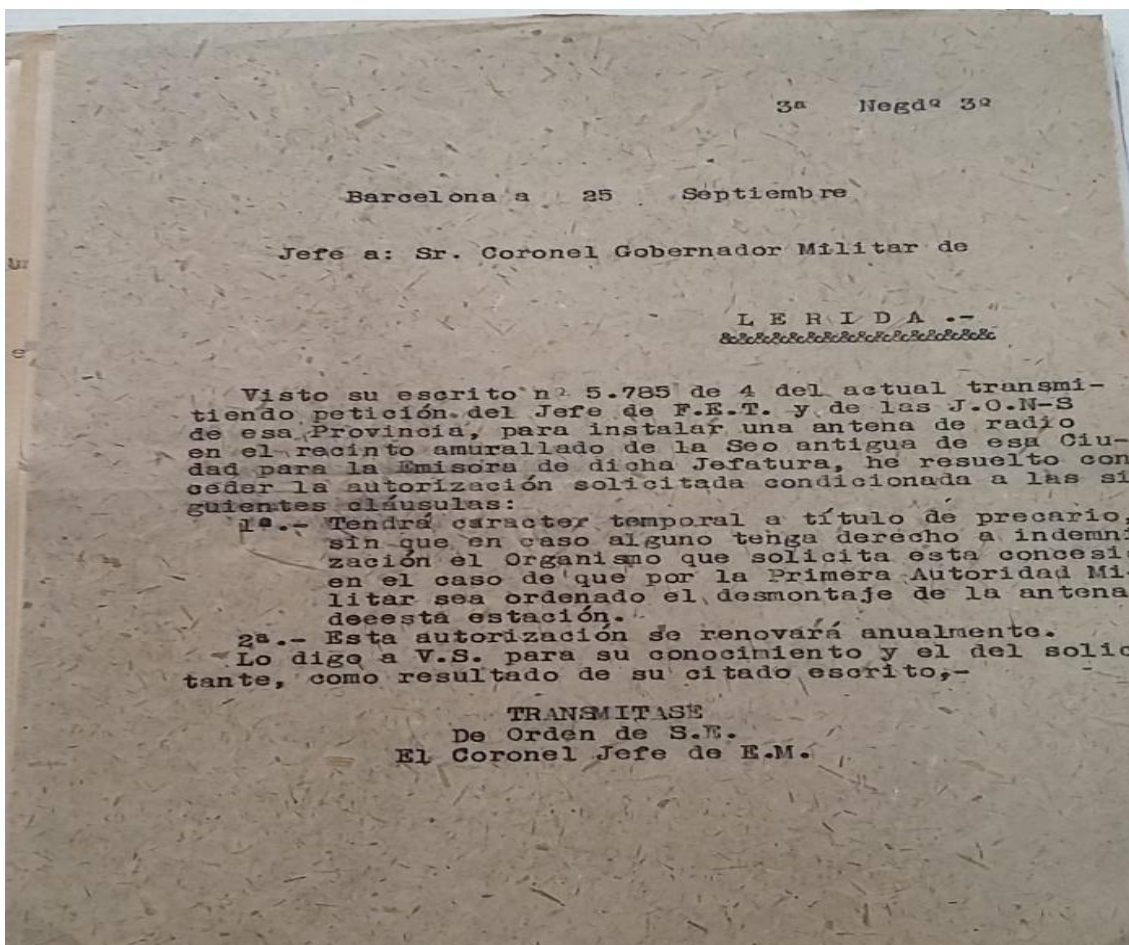 3ª Negdº 3º
Barcelona a 25 Septiembre
Jefe a: Sr. Coronel Gobernador Militar de
L E R I D A .-
&&&&&&&&&&&&&&&&&&&
Visto su escrito nº 5.785 de 4 del actual transmi-
tiendo petición del Jefe de F.E.T. y de las J.O.N-S
de esa Provincia, para instalar una antena de radio
en el recinto amurallado de la Seo antigua de esa Ciu-
dad para la Emisora de dicha Jefatura, he resuelto con
ceder la autorización solicitada condicionada a las si
guientes cláusulas:
1ª.- Tendrá caracter temporal a título de precario,
sin que en caso alguno tenga derecho a indemni
zación el Organismo que solicita esta concesi
en el caso de que por la Primera Autoridad Mi-
litar sea ordenado el desmontaje de la antena
deeesta estación.
2ª.- Esta autorización se renovará anualmente.
Lo digo a V.S. para su conocimiento y el del solic
tante, como resultado de su citado escrito,-
TRANSMITASE
De Orden de S.E.
El Coronel Jefe de E.M.